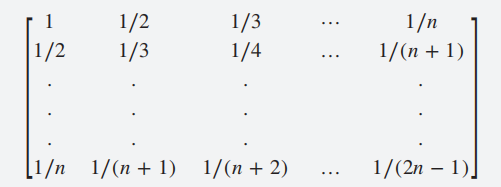 1 1/2 1/3 ... 1/n
1/2 1/3 1/4 ... 1/(n + 1)
. . . .
. . . .
1/n 1/(n + 1) 1/(n + 2) ... 1/(2n − 1)